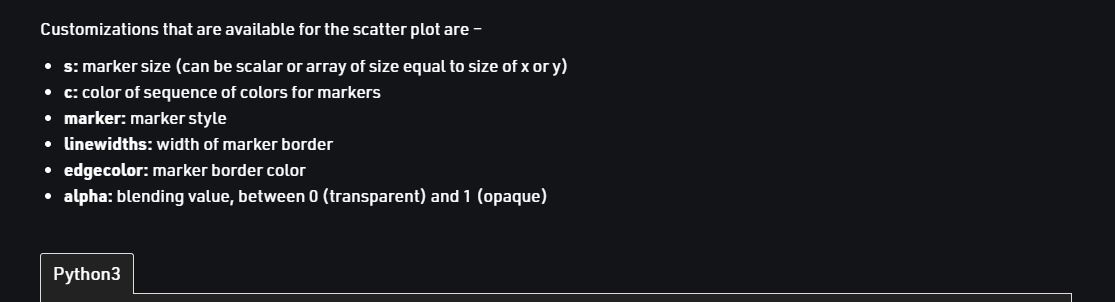 Customizations that are available for the scatter plot are –
• s: marker size (can be scalar or array of size equal to size of x or y)
• c: color of sequence of colors for markers
• marker: marker style
• linewidths: width of marker border
• edgecolor: marker border color
• alpha: blending value, between 0 (transparent) and 1 (opaque)
Python3